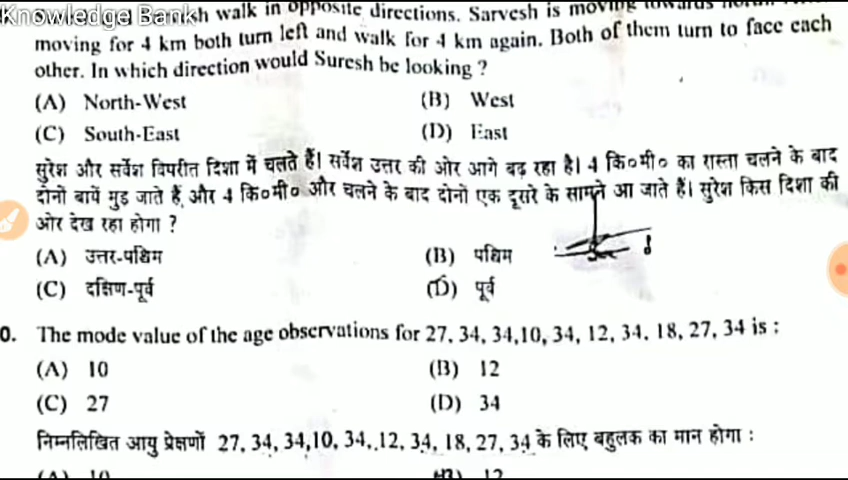 Knowledge Bank
walk in opposite directions. Sarvesh is moving towards
moving for 4 km both turn left and walk for 4 km again. Both of them turn to face each
other. In which direction would Suresh be looking ?
(A) North-West (B) West
(C) South-East (D) East
सुरेश और सर्वेश विपरीत दिशा में चलते हैं। सर्वेश उत्तर की ओर आगे बढ़ रहा है। 4 कि०मी० का रास्ता चलने के बाद
दोनों बायें मुड़ जाते हैं और 4 कि०मी० और चलने के बाद दोनों एक दूसरे के सामने आ जाते हैं। सुरेश किस दिशा की
ओर देख रहा होगा ?
(A) उत्तर-पश्चिम (B) पश्चिम
(C) दक्षिण-पूर्व (D) पूर्व
0. The mode value of the age observations for 27, 34, 34,10, 34, 12, 34, 18, 27, 34 is :
(A) 10 (B) 12
(C) 27 (D) 34
निम्नलिखित आयु प्रेक्षणों 27, 34, 34,10, 34, 12, 34, 18, 27, 34 के लिए बहुलक का मान होगा :
(A) 10 (B) 12